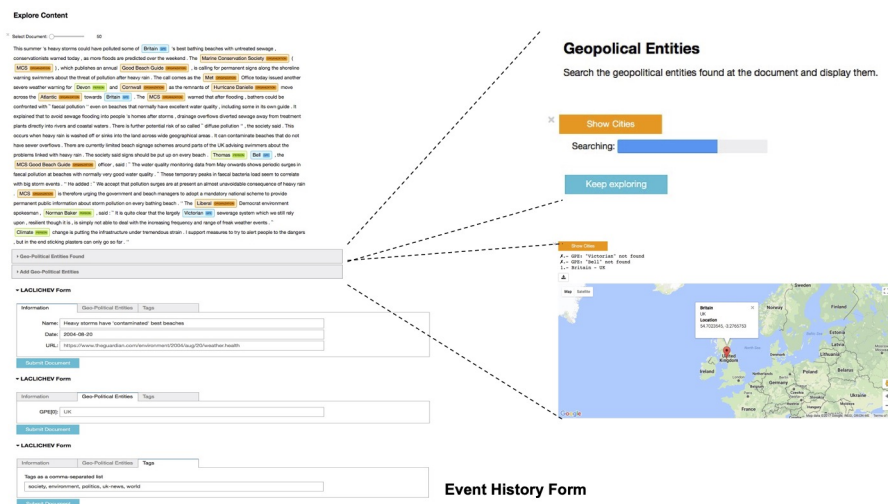 Explore Content
Select Document: 50
This summer 's heavy storms could have polluted some of Britain 's best bathing beaches with untreated sewage ,
conservationists warned today , as more floods are predicted over the weekend . The Marine Conservation Society (
MCS ) , which publishes an annual Good Beach Guide , is calling for permanent signs along the shoreline
warning swimmers about the threat of pollution after heavy rain . The call comes as the Met Office today issued another
severe weather warning for Devon and Cornwall as the remnants of Hurricane Danielle move
across the Atlantic towards Britain . The MCS warned that after flooding , bathers could be
confronted with " faecal pollution " even on beaches that normally have excellent water quality , including some in its own guide . It
explained that to avoid sewage flooding into people 's homes after storms , drainage overflows diverted sewage away from treatment
plants directly into rivers and coastal waters . There is further potential risk of so called " diffuse pollution " , the society said . This
occurs when heavy rain is washed off or sinks into the land across wide geographical areas . It can contaminate beaches that do not
have sewer overflows . There are currently limited beach signage schemes around parts of the UK advising swimmers about the
problems linked with heavy rain . The society said signs should be put up on every beach . Thomas Bell , the
MCS Good Beach Guide officer , said : " The water quality monitoring data from May onwards shows periodic surges in
faecal pollution at beaches with normally very good water quality . " These temporary peaks in faecal bacteria load seem to correlate
with big storm events . " He added : " We accept that pollution surges are at present an almost unavoidable consequence of heavy rain
. MCS is therefore urging the government and beach managers to adopt a mandatory national scheme to provide
permanent public information about storm pollution on every bathing beach . " The Liberal Democrat environment
spokesman , Norman Baker , said : " It is quite clear that the largely Victorian sewerage system which we still rely
upon , resilient though it is , is simply not able to deal with the increasing frequency and range of freak weather events . "
Climate change is putting the infrastructure under tremendous strain . I support measures to try to alert people to the dangers
, but in the end sticking plasters can only go so far . "
Geo-Political Entities Found
Add Geo-Political Entities
LACLICHEV Form
Information Geo-Political Entities Tags
Name: Heavy storms have 'contaminated' best beaches
Date: 2004-08-20
URL: https://www.theguardian.com/environment/2004/aug/20/weather.health
Submit Document
LACLICHEV Form
Information Geo-Political Entities Tags
GPE[0]: UK
Submit Document
LACLICHEV Form
Information Geo-Political Entities Tags
Tags as a comma-separated list
society, environment, politics, uk-news, world
Geopolical Entities
Search the geopolitical entities found at the document and display them.
Show Cities
Searching:
Keep exploring
Show Cities
✗.- GPE: "Victorian" not found
✗.- GPE: "Bell" not found
1.- Britain - UK
Map Satellite
Britain
UK
Location
54.7022645, -3.2765753
Sweden
Norway
Finland
Estonia
Latvia
Lithuania
Denmark
United
Kingdom
Ireland
Belarus
Poland
Germany
Ukraine
France
Google
Event History Form